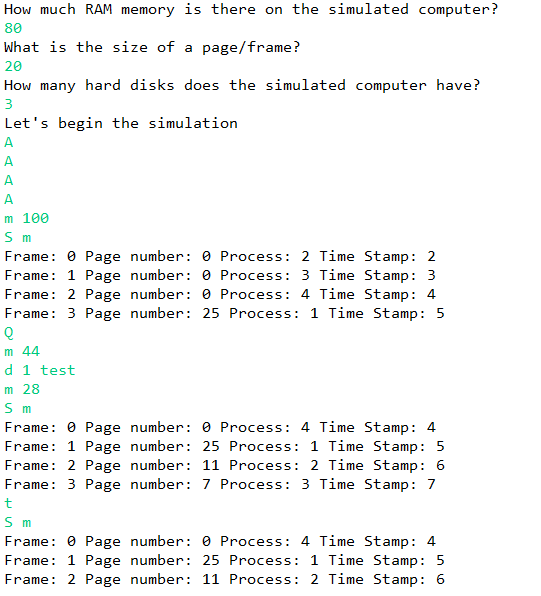 How much RAM memory is there on the simulated computer?
80
What is the size of a page/frame?
20
How many hard disks does the simulated computer have?
3
Let's begin the simulation
A
A
A
A
m 100
S m
Frame: 0 Page number: 0 Process: 2 Time Stamp: 2
Frame: 1 Page number: 0 Process: 3 Time Stamp: 3
Frame: 2 Page number: 0 Process: 4 Time Stamp: 4
Frame: 3 Page number: 25 Process: 1 Time Stamp: 5
Q
m 44
d 1 test
m 28
S m
Frame: 0 Page number: 0 Process: 4 Time Stamp: 4
Frame: 1 Page number: 25 Process: 1 Time Stamp: 5
Frame: 2 Page number: 11 Process: 2 Time Stamp: 6
Frame: 3 Page number: 7 Process: 3 Time Stamp: 7
t
S m
Frame: 0 Page number: 0 Process: 4 Time Stamp: 4
Frame: 1 Page number: 25 Process: 1 Time Stamp: 5
Frame: 2 Page number: 11 Process: 2 Time Stamp: 6